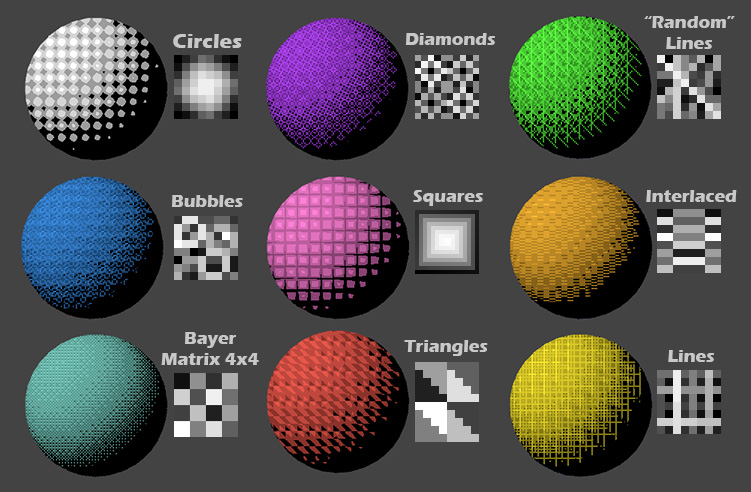 Circles
Diamonds
“Random”
Lines
Bubbles
Squares
Interlaced
Bayer
Matrix 4x4
Triangles
Lines